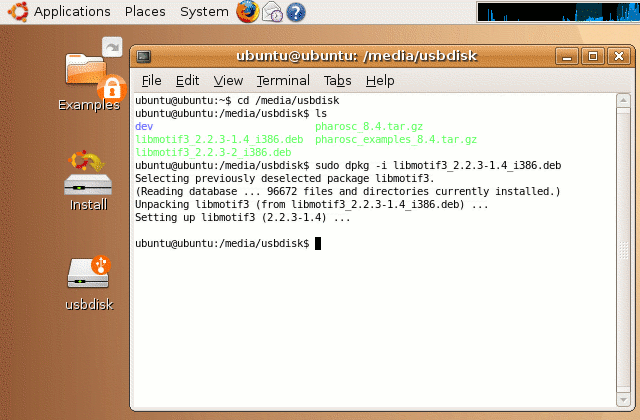 Applications Places System
ubuntu@ubuntu: /media/usbdisk
File Edit View Terminal Tabs Help
ubuntu@ubuntu:~$ cd /media/usbdisk
ubuntu@ubuntu:/media/usbdisk$ ls
dev pharosc_8.4.tar.gz
libmotif3_2.2.3-1.4_i386.deb pharosc_examples_8.4.tar.gz
libmotif3_2.2.3-2_i386.deb
ubuntu@ubuntu:/media/usbdisk$ sudo dpkg -i libmotif3_2.2.3-1.4_i386.deb
Selecting previously deselected package libmotif3.
(Reading database ... 96672 files and directories currently installed.)
Unpacking libmotif3 (from libmotif3_2.2.3-1.4_i386.deb) ...
Setting up libmotif3 (2.2.3-1.4) ...
ubuntu@ubuntu:/media/usbdisk$
Examples
Install
usbdisk